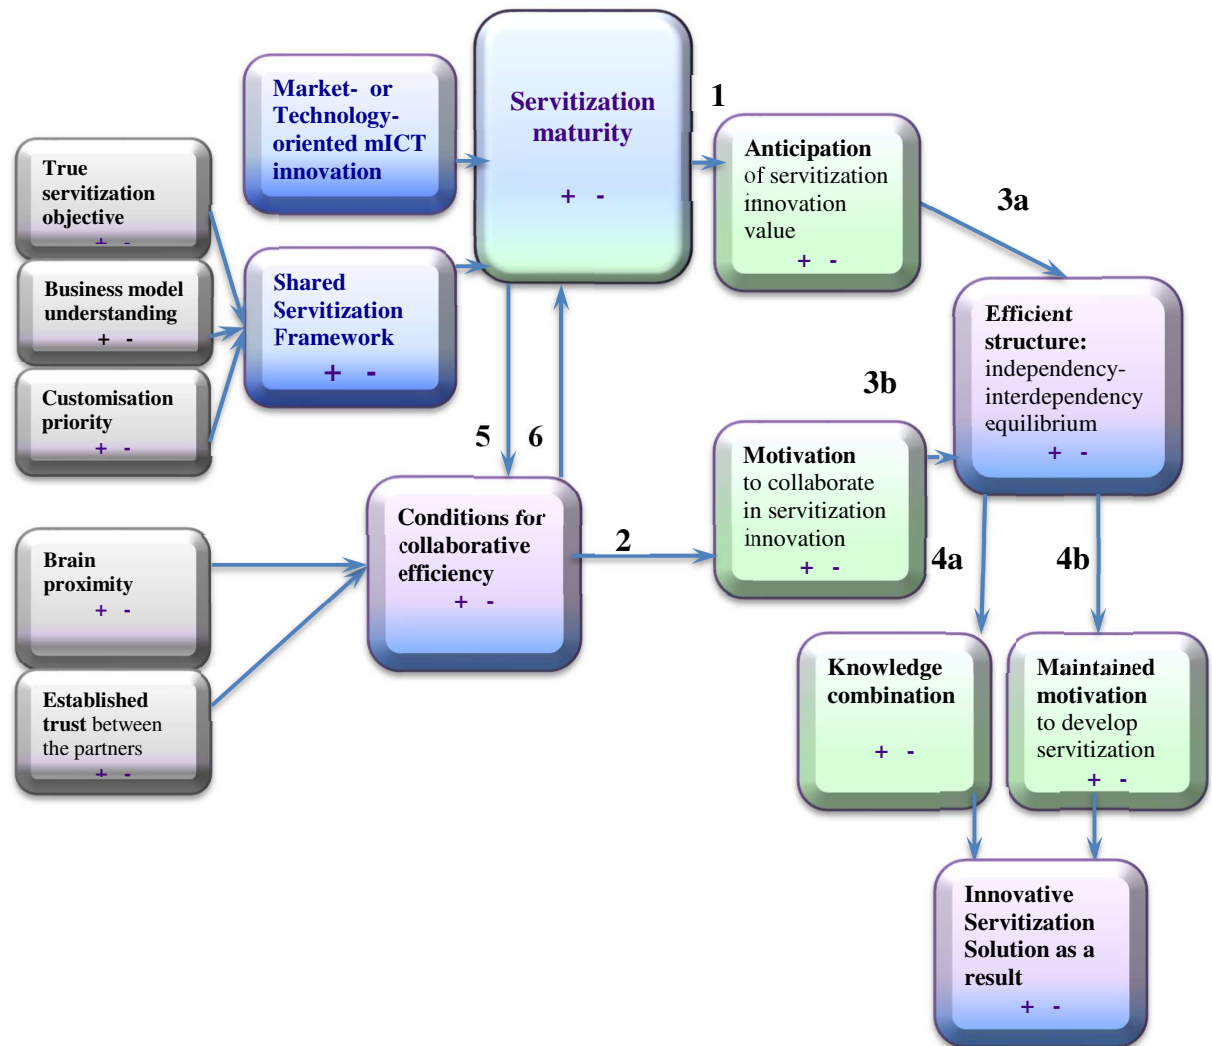 Market- or
Technology-
oriented mICT
innovation
Servitization
maturity
+ -
1
Anticipation
of servitization
innovation
value
+ -
True
servitization
objective
+ -
Business model
understanding
+ -
Customisation
priority
+ -
Shared
Servitization
Framework
+ -
3a
Efficient
structure:
independency-
interdependency
equilibrium
+ -
3b
5 6
Motivation
to collaborate
in servitization
innovation
+ -
Conditions for
collaborative
efficiency
+ -
2
Brain
proximity
+ -
Established
trust between
the partners
+ -
4a
4b
Knowledge
combination
+ -
Maintained
motivation
to develop
servitization
+ -
Innovative
Servitization
Solution as a
result
+ -